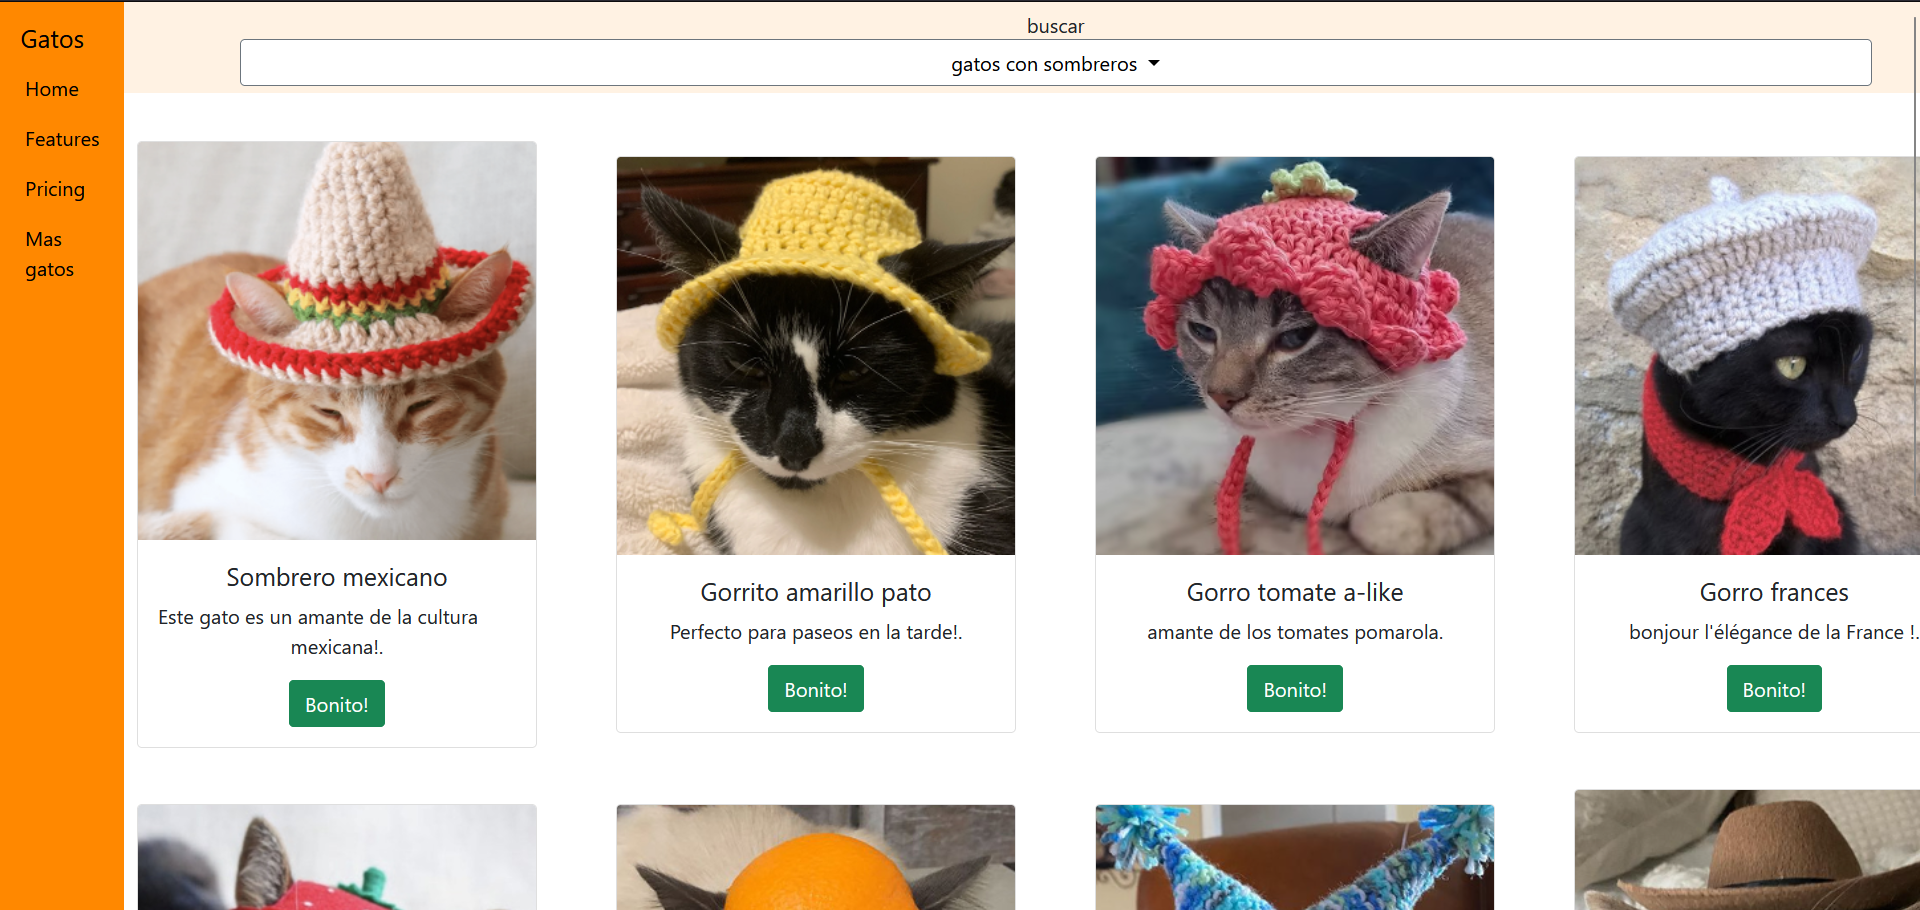 Gatos
Home
Features
Pricing
Mas
gatos
buscar
gatos con sombreros
Sombrero mexicano
Este gato es un amante de la cultura
mexicana!.
Bonito!
Gorrito amarillo pato
Perfecto para paseos en la tarde!.
Bonito!
Gorro tomate a-like
amante de los tomates pomarola.
Bonito!
Gorro frances
bonjour l'élégance de la France !.
Bonito!